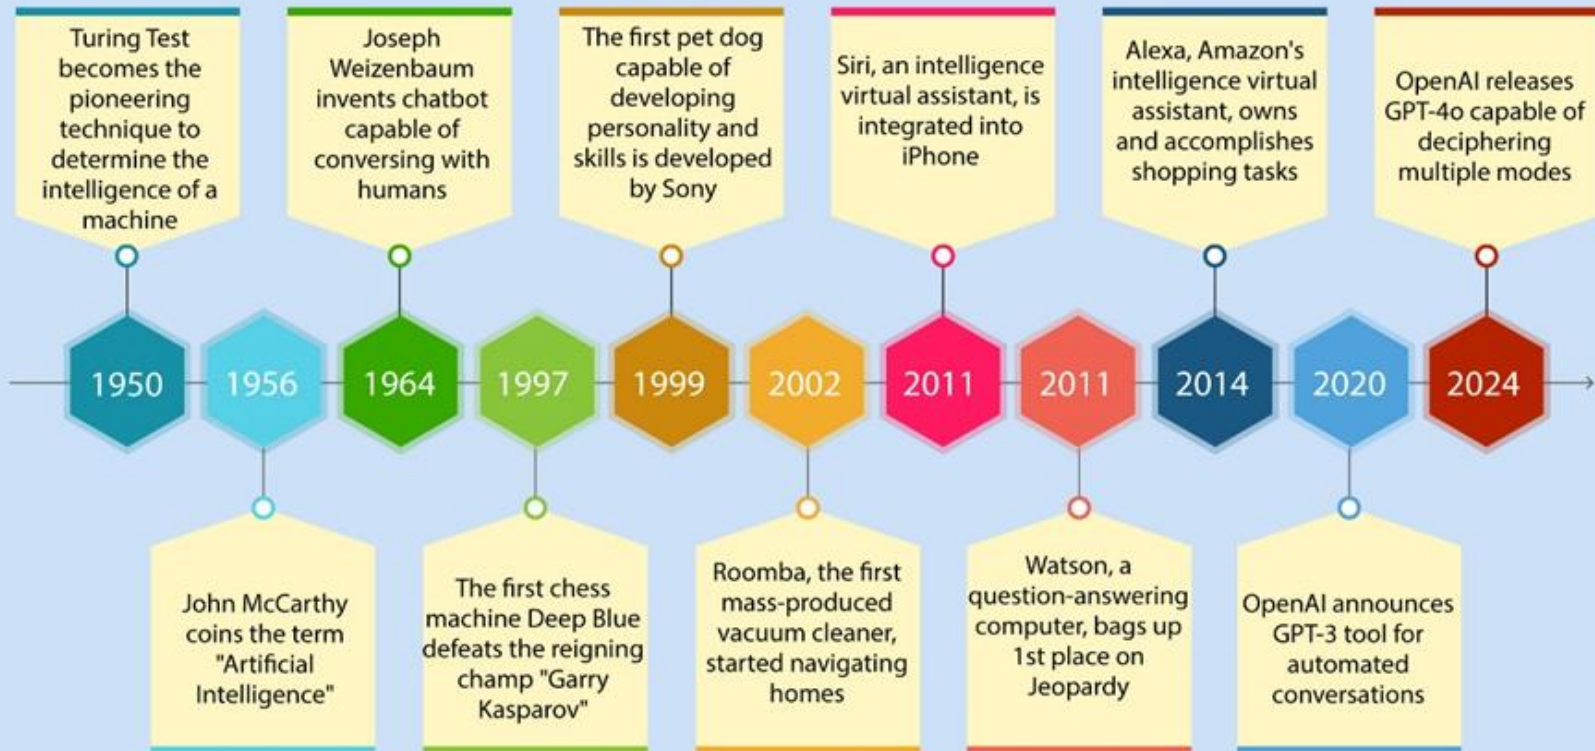 Turing Test
becomes the
pioneering
technique to
determine the
intelligence of a
machine
Joseph
Weizenbaum
invents chatbot
capable of
conversing with
humans
The first pet dog
capable of
developing
personality and
skills is developed
by Sony
Siri, an intelligence
virtual assistant, is
integrated into
iPhone
Alexa, Amazon's
intelligence virtual
assistant, owns
and accomplishes
shopping tasks
OpenAI releases
GPT-4o capable of
deciphering
multiple modes
1950
1956
1964
1997
1999
2002
2011
2011
2014
2020
2024
John McCarthy
coins the term
"Artificial
Intelligence"
The first chess
machine Deep Blue
defeats the reigning
champ "Garry
Kasparov"
Roomba, the first
mass-produced
vacuum cleaner,
started navigating
homes
Watson, a
question-answering
computer, bags up
1st place on
Jeopardy
OpenAI announces
GPT-3 tool for
automated
conversations